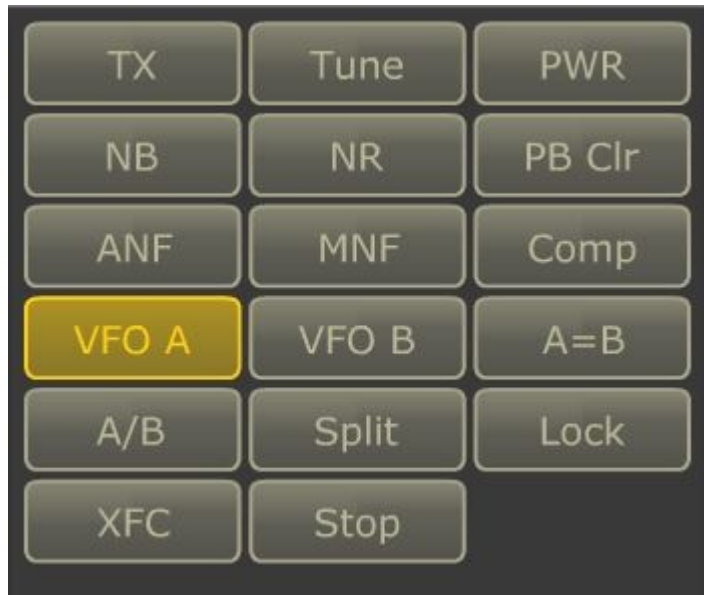 TX Tune PWR
NB NR PB Clr
ANF MNF Comp
VFO A VFO B A=B
A/B Split Lock
XFC Stop